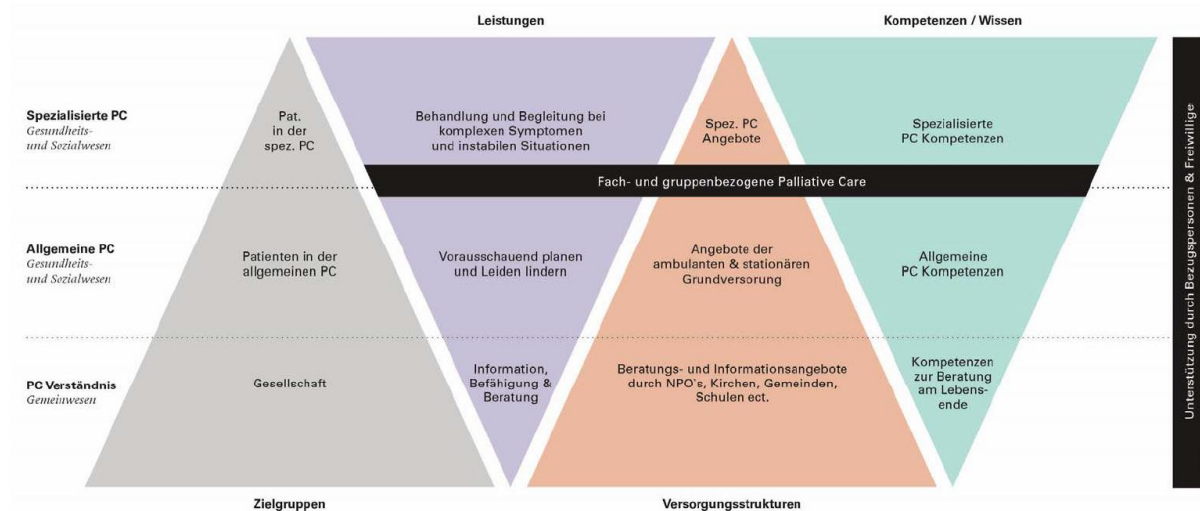 Leistungen
Kompetenzen / Wissen
Spezialisierte PC
Gesundheits-
und Sozialwesen
Pat.
in der
spez. PC
Behandlung und Begleitung bei
komplexen Symptomen
und instabilen Situationen
Spez. PC
Angebote
Spezialisierte
PC Kompetenzen
Fach- und gruppenbezogene Palliative Care
Allgemeine PC
Gesundheits-
und Sozialwesen
Patienten in der
allgemeinen PC
Vorausschauend planen
und Leiden lindern
Angebote der
ambulanten & stationären
Grundversorung
Allgemeine
PC Kompetenzen
PC Verständnis
Gemeinwesen
Gesellschaft
Information,
Befähigung &
Beratung
Beratungs- und Informationsangebote
durch NPO`s, Kirchen, Gemeinden,
Schulen ect.
Kompetenzen
zur Beratung
am Lebens-
ende
Zielgruppen
Versorgungsstrukturen
Unterstützung durch Bezugspersonen & Freiwillige